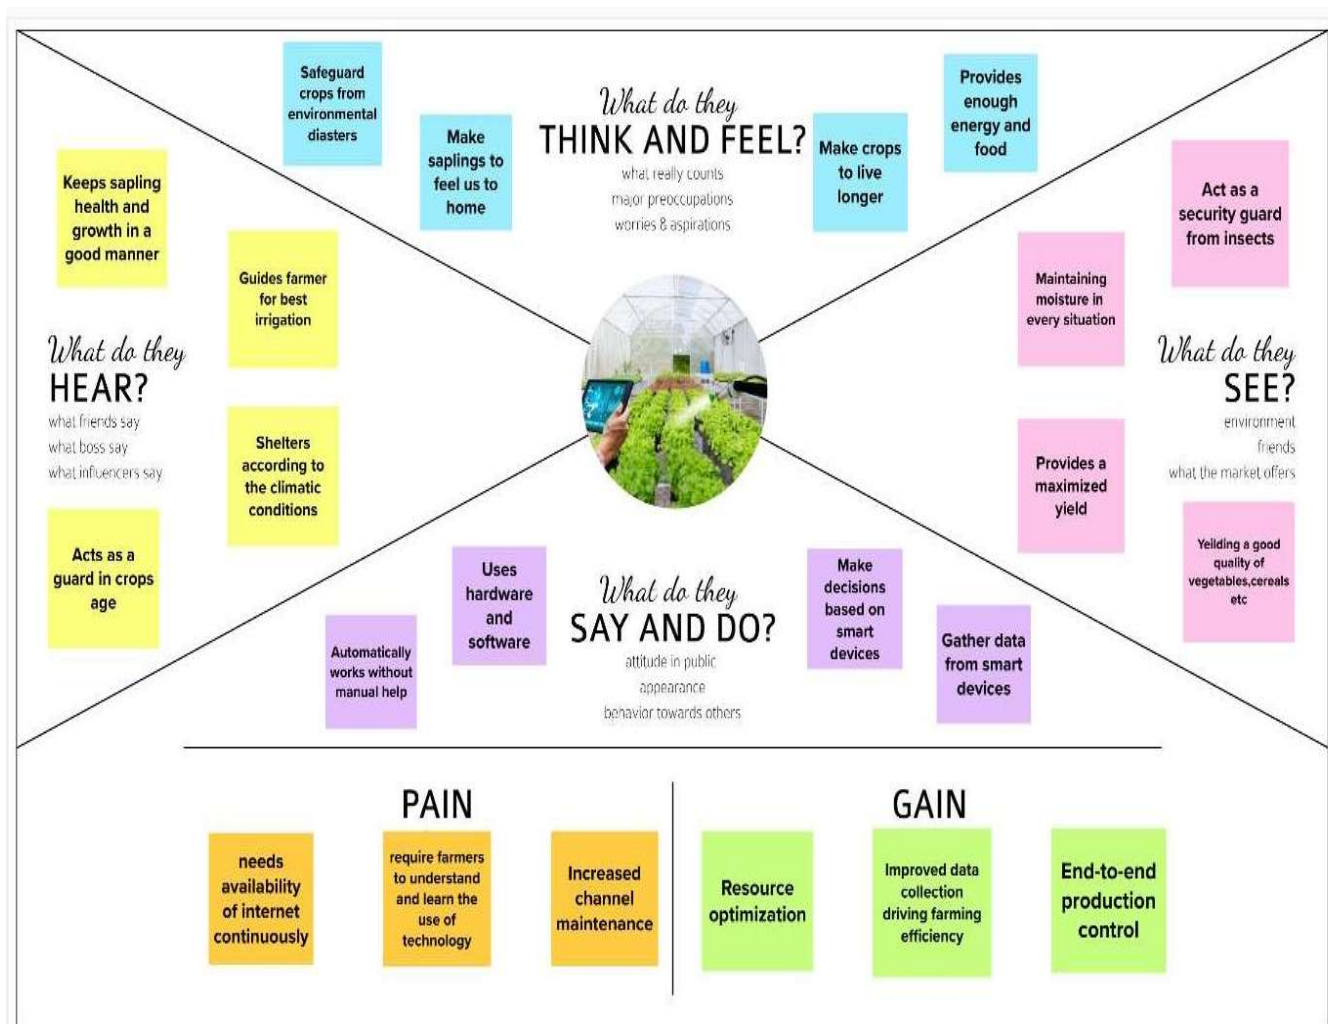 Safeguard
crops from
environmental
diasters
Make
saplings to
feel us to
home
What do they
THINK AND FEEL?
what really counts
major preoccupations
worries & aspirations
Make crops
to live
longer
Provides
enough
energy and
food
Keeps sapling
health and
growth in a
good manner
Guides farmer
for best
irrigation
What do they
HEAR?
what friends say
what boss say
what influencers say
Shelters
according to
the climatic
conditions
Acts as a
guard in crops
age
Act as a
security guard
from insects
Maintaining
moisture in
every situation
What do they
SEE?
environment
friends
what the market offers
Provides a
maximized
yield
Yeilding a good
quality of
vegetables,cereals
etc
Automatically
works without
manual help
Uses
hardware
and
software
What do they
SAY AND DO?
attitude in public
appearance
behavior towards others
Make
decisions
based on
smart
devices
Gather data
from smart
devices
PAIN
needs
availability
of internet
continuously
require farmers
to understand
and learn the
use of
technology
Increased
channel
maintenance
GAIN
Resource
optimization
Improved data
collection
driving farming
efficiency
End-to-end
production
control